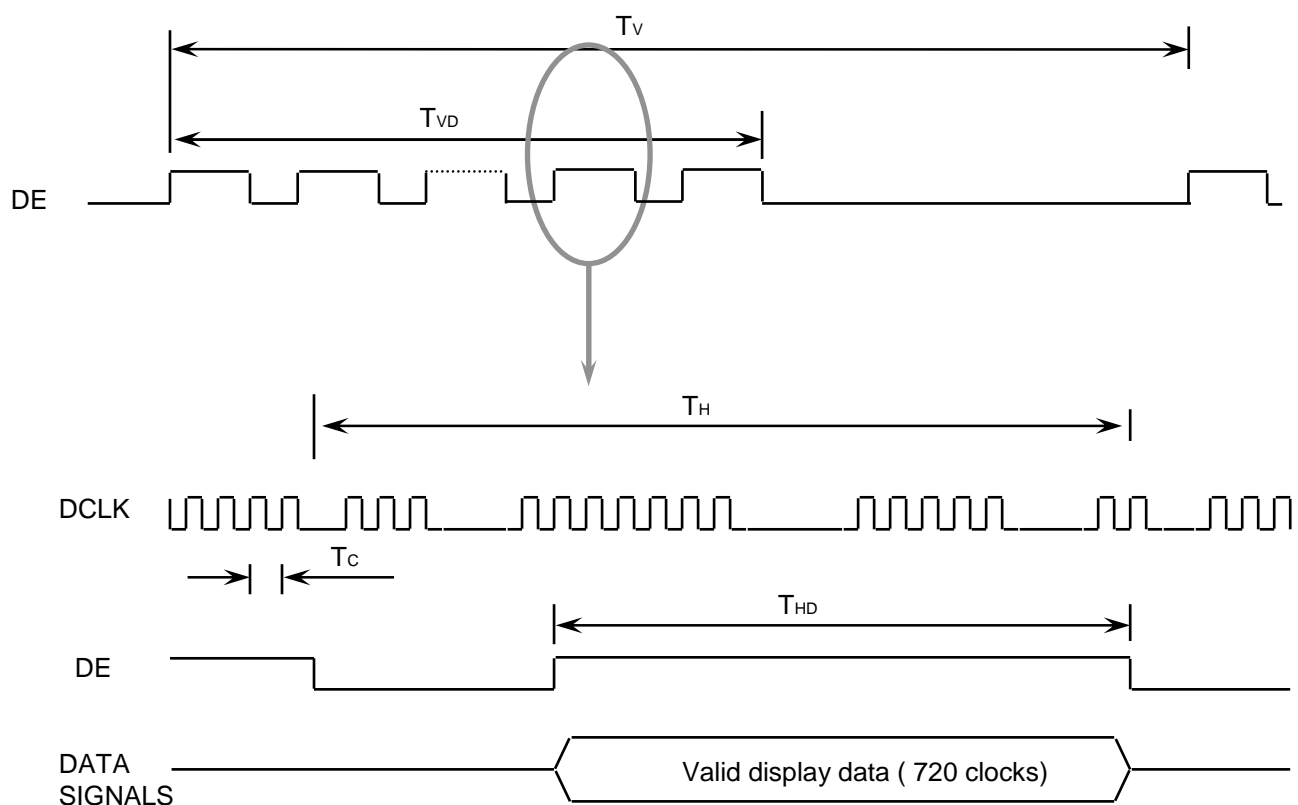 Tv
TVD
DE
TH
DCLK
Tc
THD
DE
DATA
SIGNALS
Valid display data ( 720 clocks)